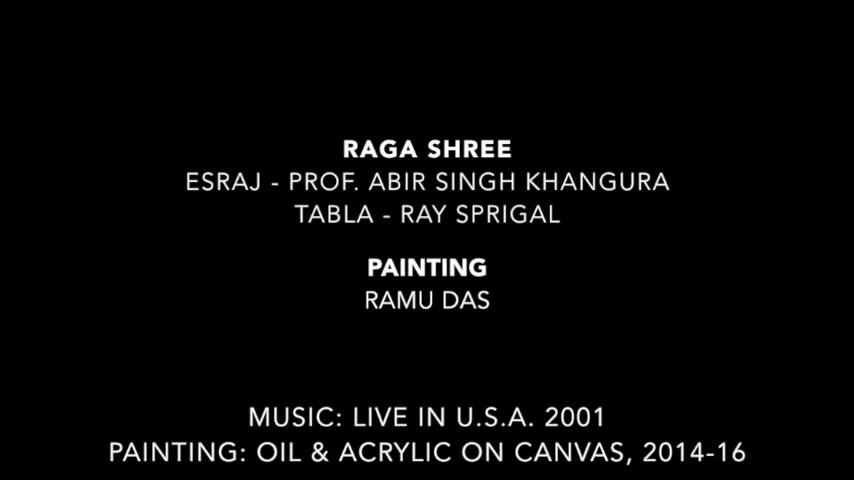 RAGA SHREE
ESRAJ - PROF. ABIR SINGH KHANGURA
TABLA - RAY SPRIGAL
PAINTING
RAMU DAS
MUSIC: LIVE IN U.S.A. 2001
PAINTING: OIL & ACRYLIC ON CANVAS, 2014-16